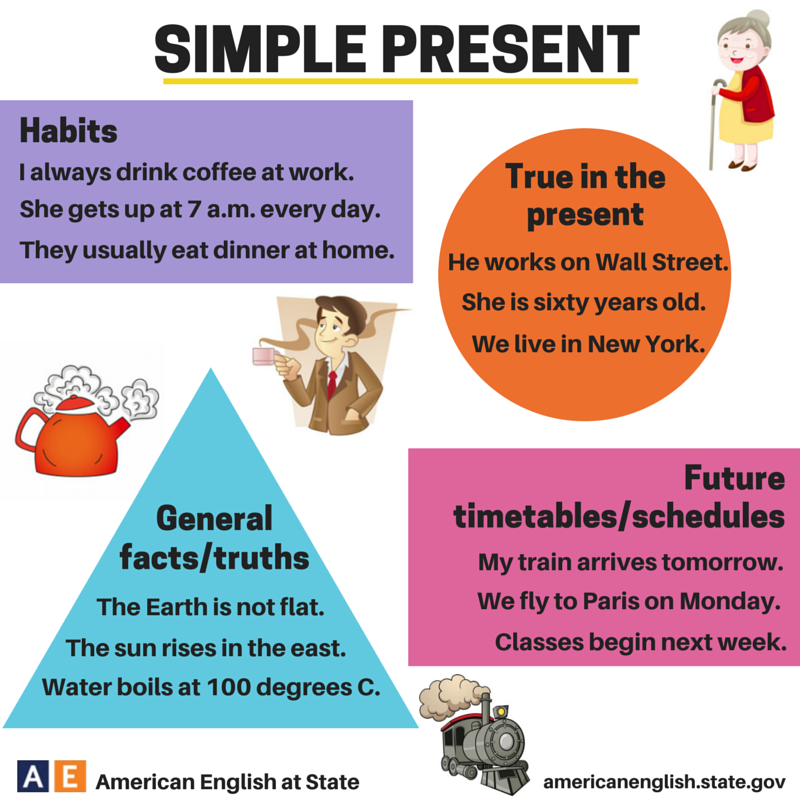 SIMPLE PRESENT
Habits
I always drink coffee at work.
She gets up at 7 a.m. every day.
They usually eat dinner at home.
True in the
present
He works on Wall Street.
She is sixty years old.
We live in New York.
General
facts/truths
The Earth is not flat.
The sun rises in the east.
Water boils at 100 degrees C.
Future
timetables/schedules
My train arrives tomorrow.
We fly to Paris on Monday.
Classes begin next week.
A E American English at State
americanenglish.state.gov